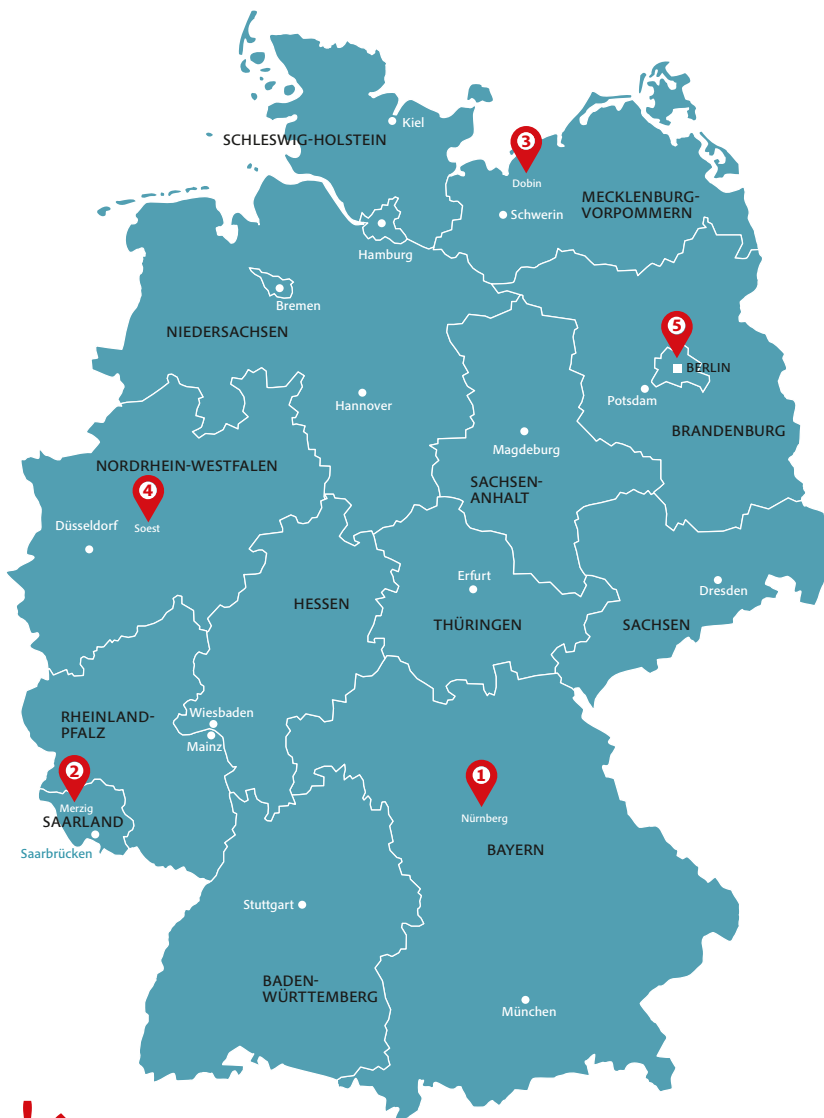 Kiel
SCHLESWIG-HOLSTEIN
3
Dobin
MECKLENBURG-
VORPOMMERN
Schwerin
Hamburg
Bremen
NIEDERSACHSEN
5
BERLIN
Potsdam
Hannover
BRANDENBURG
Magdeburg
NORDRHEIN-WESTFALEN
SACHSEN-
ANHALT
4
Soest
Düsseldorf
Erfurt
Dresden
HESSEN
THÜRINGEN
SACHSEN
Wiesbaden
RHEINLAND-
PFALZ
Mainz
2
Merzig
SAARLAND
Saarbrücken
1
Nürnberg
BAYERN
Stuttgart
BADEN-
WÜRTTEMBERG
München